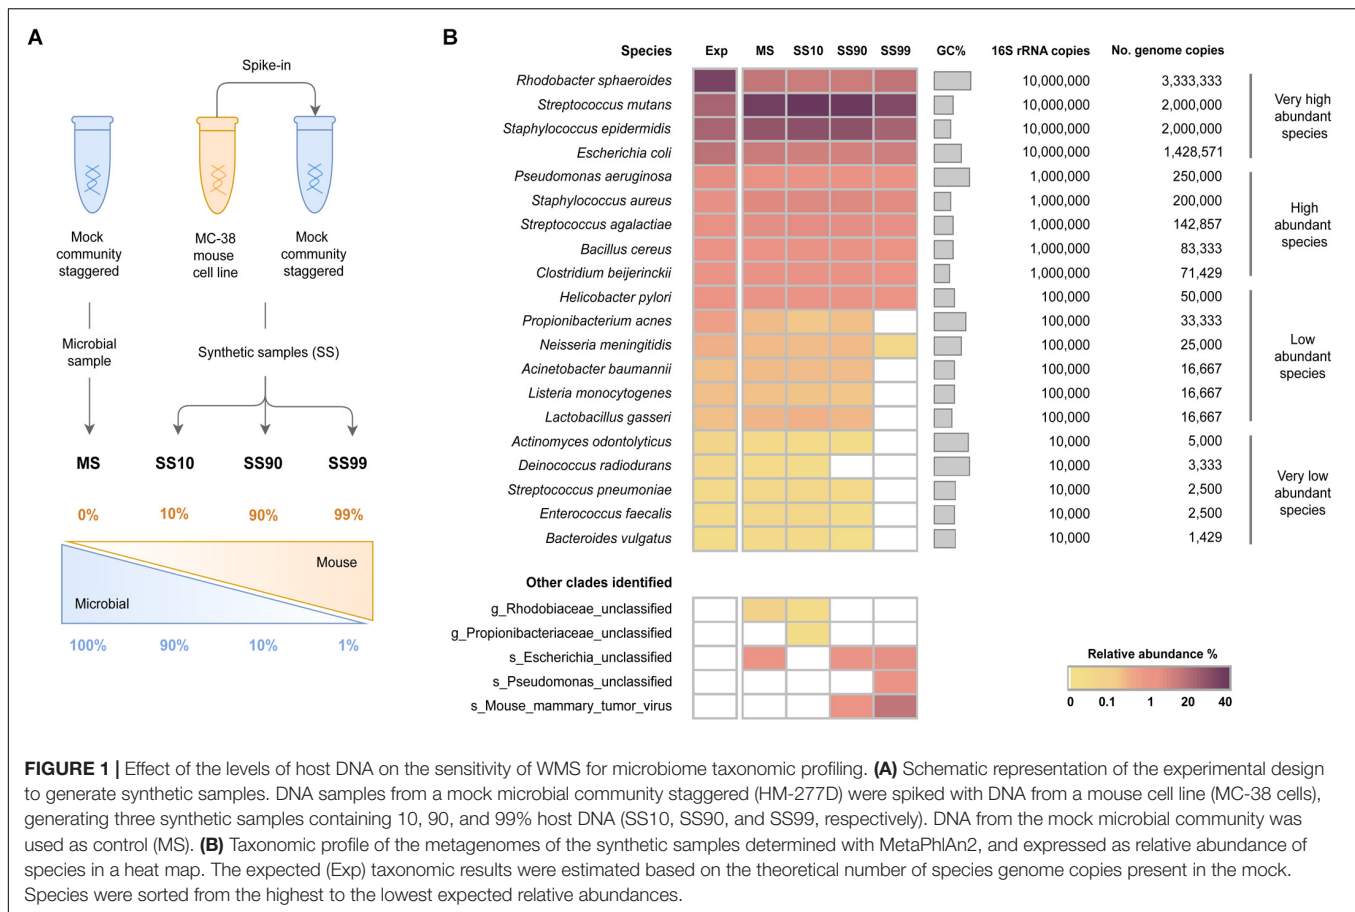 A
Spike-in
Mock
community
staggered
MC-38
mouse
cell line
Mock
community
staggered
Microbial
sample
Synthetic samples (SS)
MS SS10 SS90 SS99
0% 10% 90% 99%
Mouse
Microbial
100% 90% 10% 1%
B
Species Exp MS SS10 SS90 SS99 GC% 16S rRNA copies No. genome copies
Rhodobacter sphaeroides 10,000,000 3,333,333
Streptococcus mutans 10,000,000 2,000,000
Staphylococcus epidermidis 10,000,000 2,000,000
Escherichia coli 10,000,000 1,428,571
Very high
abundant
species
Pseudomonas aeruginosa 1,000,000 250,000
Staphylococcus aureus 1,000,000 200,000
Streptococcus agalactiae 1,000,000 142,857
Bacillus cereus 1,000,000 83,333
Clostridium beijerinckii 1,000,000 71,429
High
abundant
species
Helicobacter pylori 100,000 50,000
Propionibacterium acnes 100,000 33,333
Neisseria meningitidis 100,000 25,000
Acinetobacter baumannii 100,000 16,667
Listeria monocytogenes 100,000 16,667
Lactobacillus gasseri 100,000 16,667
Low
abundant
species
Actinomyces odontolyticus 10,000 5,000
Deinococcus radiodurans 10,000 3,333
Streptococcus pneumoniae 10,000 2,500
Enterococcus faecalis 10,000 2,500
Bacteroides vulgatus 10,000 1,429
Very low
abundant
species
Other clades identified
g_Rhodobiaceae_unclassified
g_Propionibacteriaceae_unclassified
s_Escherichia_unclassified
s_Pseudomonas_unclassified
s_Mouse_mammary_tumor_virus
Relative abundance %
0 0.1 1 20 40
FIGURE 1 | Effect of the levels of host DNA on the sensitivity of WMS for microbiome taxonomic profiling. (A) Schematic representation of the experimental design
to generate synthetic samples. DNA samples from a mock microbial community staggered (HM-277D) were spiked with DNA from a mouse cell line (MC-38 cells),
generating three synthetic samples containing 10, 90, and 99% host DNA (SS10, SS90, and SS99, respectively). DNA from the mock microbial community was
used as control (MS). (B) Taxonomic profile of the metagenomes of the synthetic samples determined with MetaPhlAn2, and expressed as relative abundance of
species in a heat map. The expected (Exp) taxonomic results were estimated based on the theoretical number of species genome copies present in the mock.
Species were sorted from the highest to the lowest expected relative abundances.